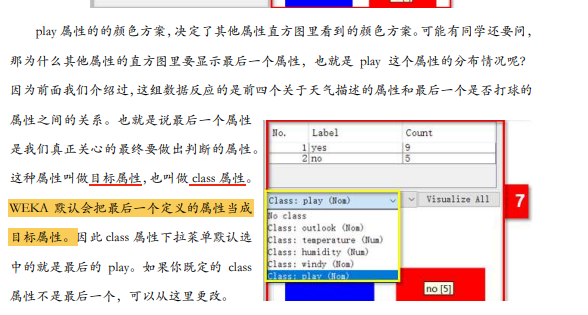 play 属性的的颜色方案,决定了其他属性直方图里看到的颜色方案。可能有同学还要问,
那为什么其他属性的直方图里要显示最后一个属性,也就是 play 这个属性的分布情况呢?
因为前面我们介绍过,这组数据反应的是前四个关于天气描述的属性和最后一个是否打球的
属性之间的关系。也就是说最后一个属性
是我们真正关心的最终要做出判断的属性。
这种属性叫做目标属性,也叫做 class 属性。
WEKA 默认会把最后一个定义的属性当成
目标属性。因此 class 属性下拉菜单默认选
中的就是最后的 play。如果你既定的 class
属性不是最后一个,可以从这里更改。
No. Label Count
1 yes 9
2 no 5
Class: play (Nom) Visualize All 7
No class
Class: outlook (Nom)
Class: temperature (Num)
Class: humidity (Num)
Class: windy (Nom)
Class: play (Nom)
no [5]